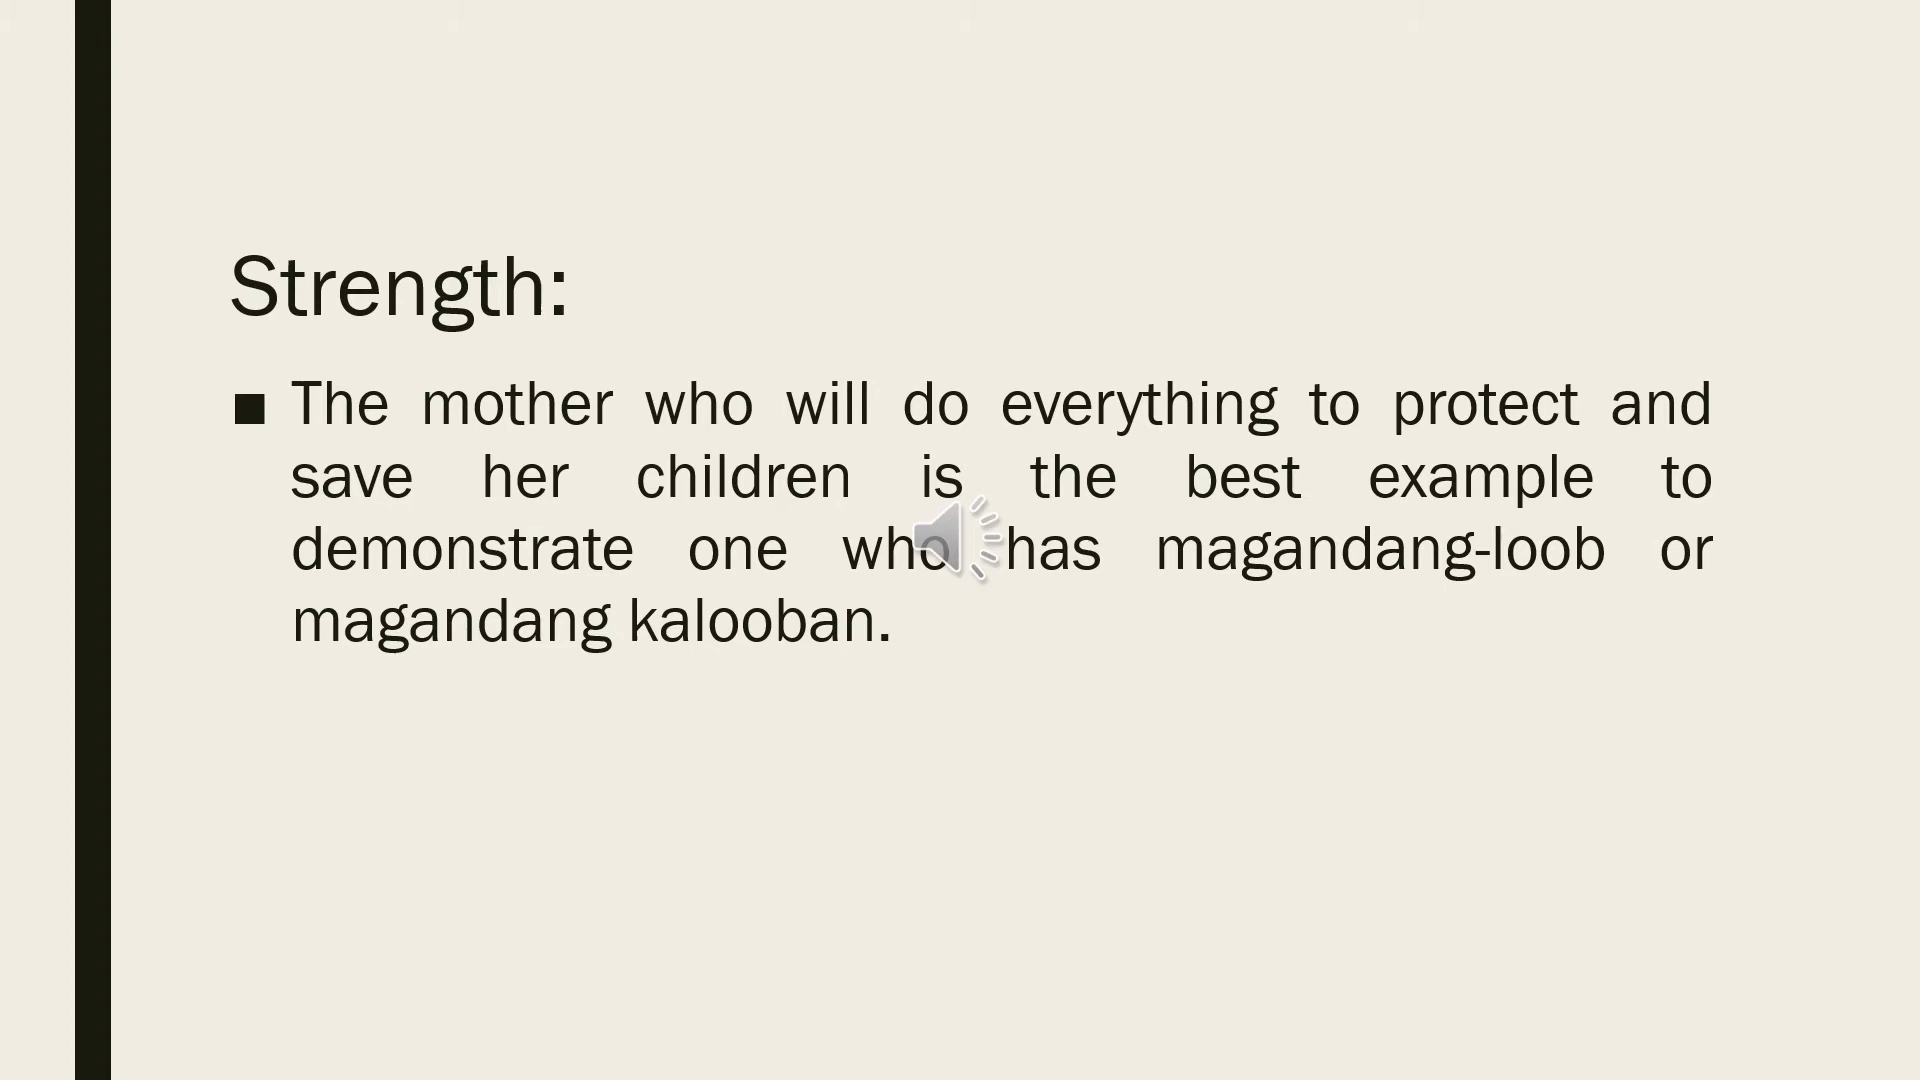 Strength:
■ The mother who will do everything to protect and
save her children is the best example to
demonstrate one who has magandang-loob or
magandang kalooban.